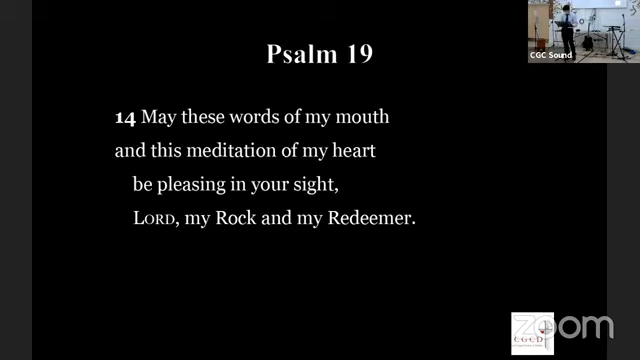 Psalm 19
CGC Sound
14 May these words of my mouth
and this meditation of my heart
be pleasing in your sight,
LORD, my Rock and my Redeemer.
CGCD
zoom